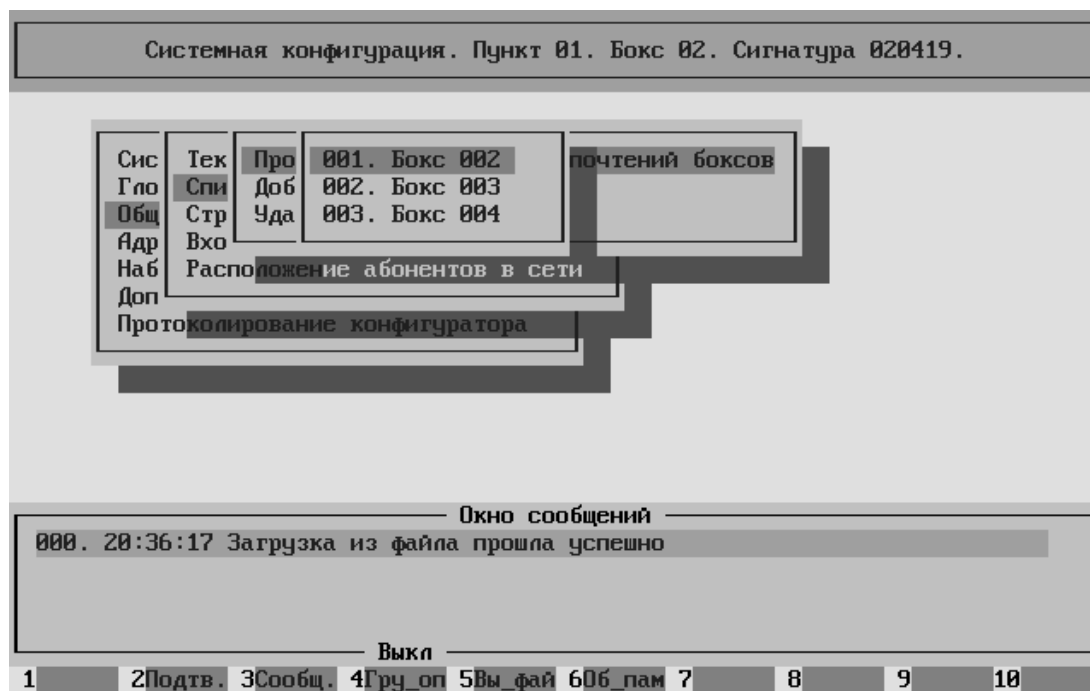 Системная конфигурация. Пункт 01. Бокс 02. Сигнатура 020419.
Сис Тек Про 001. Бокс 002 почтений боксов
Гло Спи Доб 002. Бокс 003
Общ Стр Уда 003. Бокс 004
Адр Вхо
Наб Расположение абонентов в сети
Доп
Протоколирование конфигуратора
Окно сообщений
000. 20:36:17 Загрузка из файла прошла успешно
Выкл
1 2Подтв. 3Сообщ. 4Гру_оп 5Вы_фай 6Об_пам 7 8 9 10